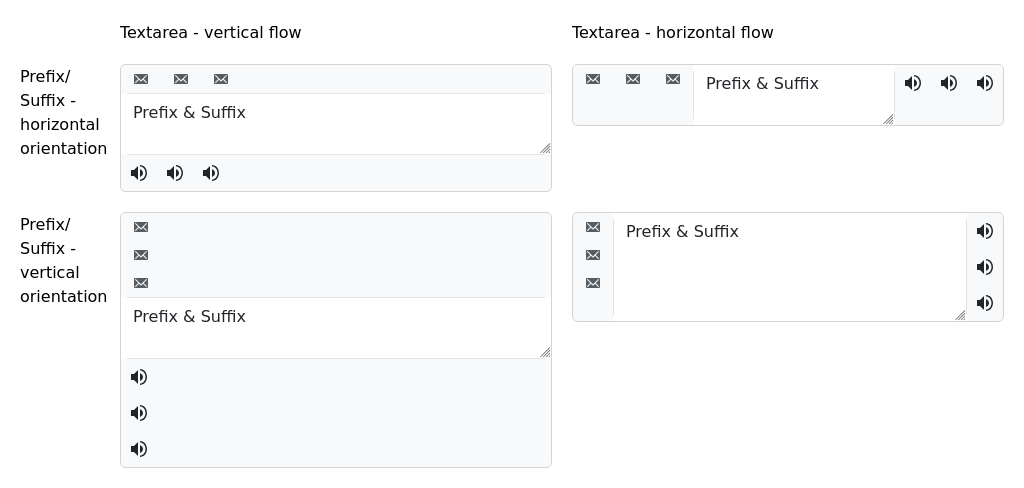 Textarea - vertical flow
Textarea - horizontal flow
Prefix/
Suffix -
horizontal
orientation
Prefix & Suffix
Prefix & Suffix
Prefix/
Suffix -
vertical
orientation
Prefix & Suffix
Prefix & Suffix